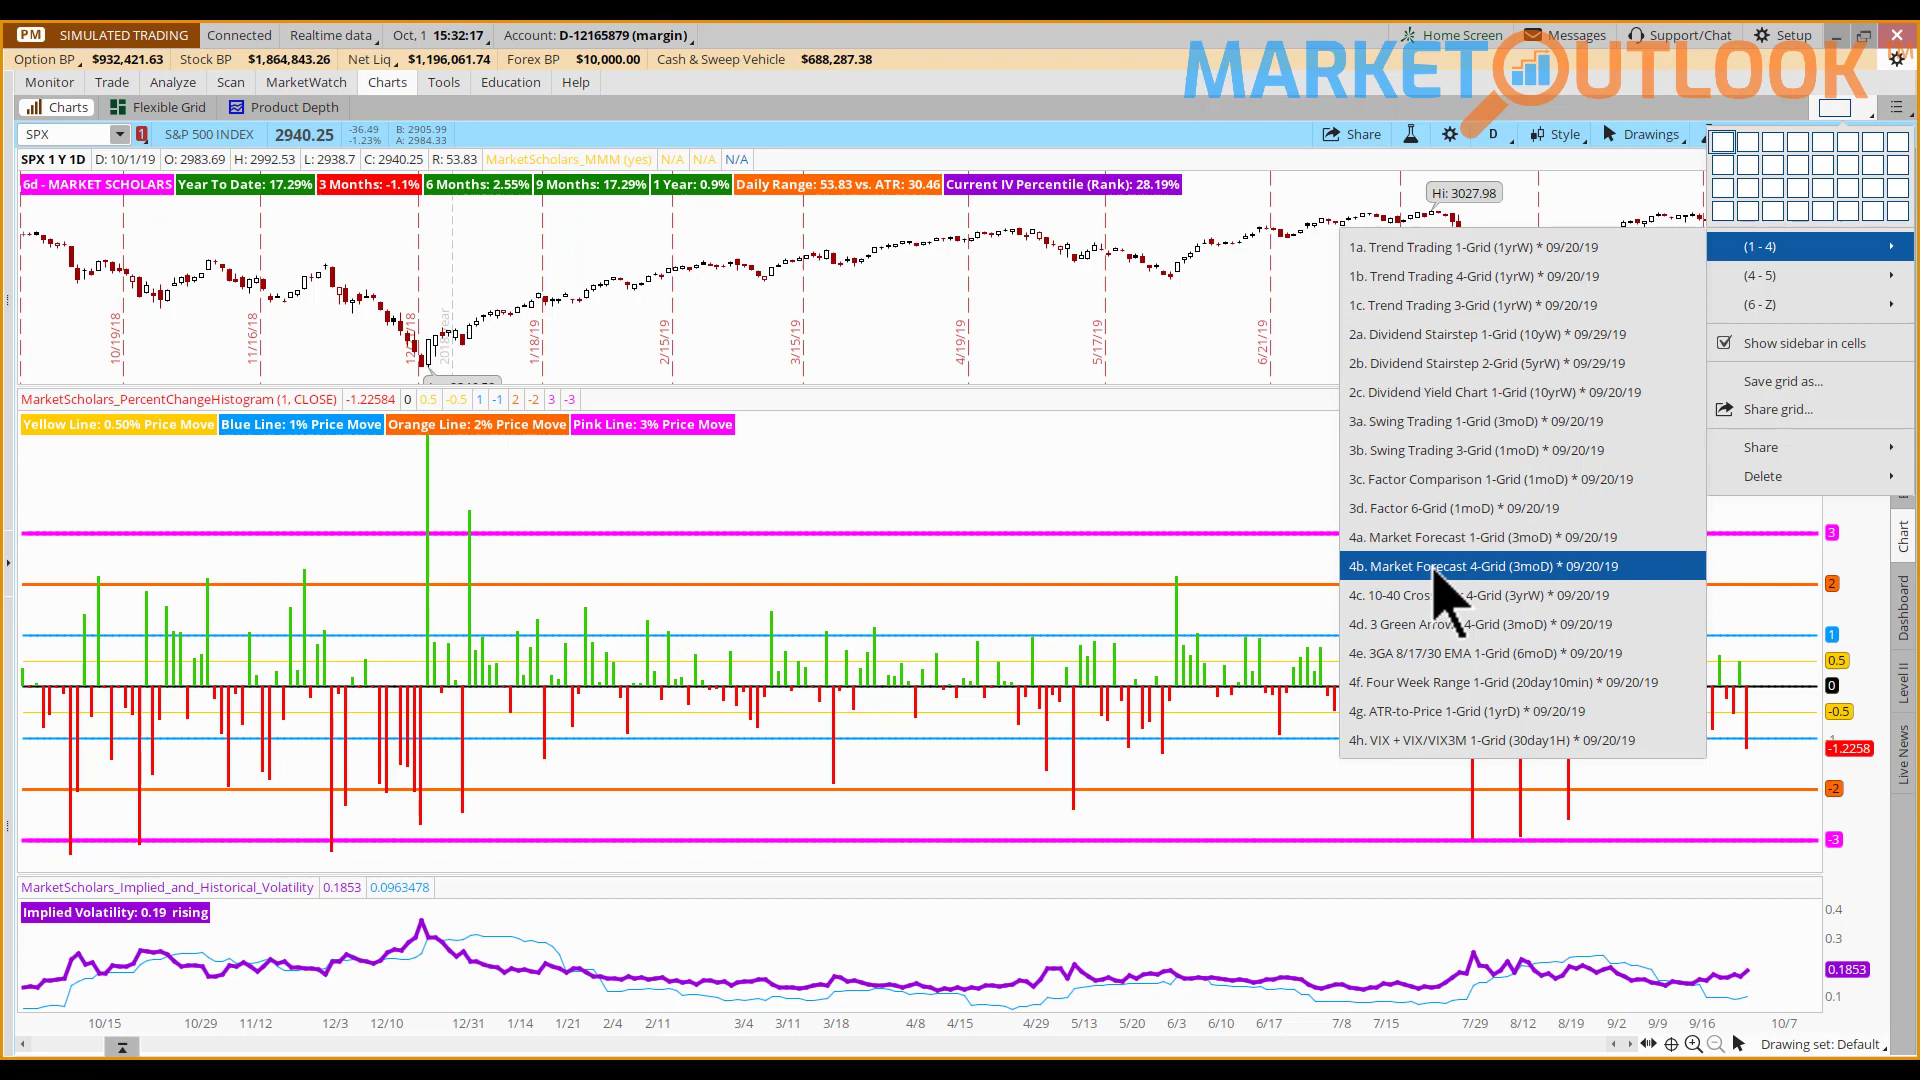 PM SIMULATED TRADING Connected Realtime data Oct, 1 15:32:17 Account: D-12165879 (margin) Home Screen Messages Support/Chat Setup
Option BP $932,421.63 Stock BP $1,864,843.26 Net Liq $1,196,061.74 Forex BP $10,000.00 Cash & Sweep Vehicle $688,287.38
MARKET OUTLOOK TM
Monitor Trade Analyze Scan MarketWatch Charts Tools Education Help
Charts Flexible Grid Product Depth
SPX 1 S&P 500 INDEX 2940.25 -36.49 -1.23% B: 2905.99 A: 2984.33 Share D Style Drawings
SPX 1 Y 1D D: 10/1/19 O: 2983.69 H: 2992.53 L: 2938.7 C: 2940.25 R: 53.83 MarketScholars_MMM (yes) N/A N/A N/A
6d - MARKET SCHOLARS Year To Date: 17.29% 3 Months: -1.1% 6 Months: 2.55% 9 Months: 17.29% 1 Year: 0.9% Daily Range: 53.83 vs. ATR: 30.46 Current IV Percentile (Rank): 28.19%
Hi: 3027.98
10/19/18 11/16/18 1/18/19 2/15/19 3/15/19 4/19/19 5/17/19 6/21/19
1a. Trend Trading 1-Grid (1yrW) * 09/20/19
1b. Trend Trading 4-Grid (1yrW) * 09/20/19
1c. Trend Trading 3-Grid (1yrW) * 09/20/19
2a. Dividend Stairstep 1-Grid (10yW) * 09/29/19
2b. Dividend Stairstep 2-Grid (5yrW) * 09/29/19
2c. Dividend Yield Chart 1-Grid (10yrW) * 09/20/19
3a. Swing Trading 1-Grid (3moD) * 09/20/19
3b. Swing Trading 3-Grid (1moD) * 09/20/19
3c. Factor Comparison 1-Grid (1moD) * 09/20/19
3d. Factor 6-Grid (1moD) * 09/20/19
4a. Market Forecast 1-Grid (3moD) * 09/20/19
4b. Market Forecast 4-Grid (3moD) * 09/20/19
4c. 10-40 4-Grid (3yrW) * 09/20/19
4d. 3 Green 4-Grid (3moD) * 09/20/19
4e. 3GA 8/17/30 EMA 1-Grid (6moD) * 09/20/19
4f. Four Week Range 1-Grid (20day10min) * 09/20/19
4g. ATR-to-Price 1-Grid (1yrD) * 09/20/19
4h. VIX + VIX/VIX3M 1-Grid (30day1H) * 09/20/19
(1 - 4)
(4 - 5)
(6 - Z)
Show sidebar in cells
Save grid as...
Share grid...
Share
Delete
MarketScholars_PercentChangeHistogram (1, CLOSE) -1.22584 0 0.5 -0.5 1 -1 2 -2 3 -3
Yellow Line: 0.50% Price Move Blue Line: 1% Price Move Orange Line: 2% Price Move Pink Line: 3% Price Move
3
2
1
0.5
0
-0.5
-1.2258
-2
-3
Chart
Dashboard
Level II
Live News
MarketScholars_Implied_and_Historical_Volatility 0.1853 0.0963478
Implied Volatility: 0.19 rising
0.4
0.3
0.1853
0.1
10/15 10/29 11/12 12/3 12/10 12/31 1/14 1/21 2/4 2/11 3/4 3/11 3/18 4/8 4/15 4/29 5/13 5/20 6/3 6/10 6/17 7/8 7/15 7/29 8/12 8/19 9/2 9/9 9/16 10/7
Drawing set: Default